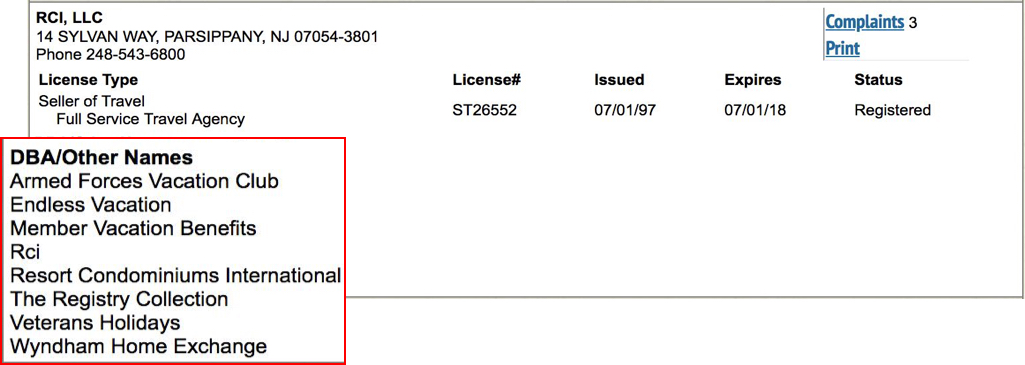 RCI, LLC
14 SYLVAN WAY, PARSIPPANY, NJ 07054-3801
Phone 248-543-6800
Complaints 3
Print
License Type License# Issued Expires Status
Seller of Travel
Full Service Travel Agency ST26552 07/01/97 07/01/18 Registered
DBA/Other Names
Armed Forces Vacation Club
Endless Vacation
Member Vacation Benefits
Rci
Resort Condominiums International
The Registry Collection
Veterans Holidays
Wyndham Home Exchange